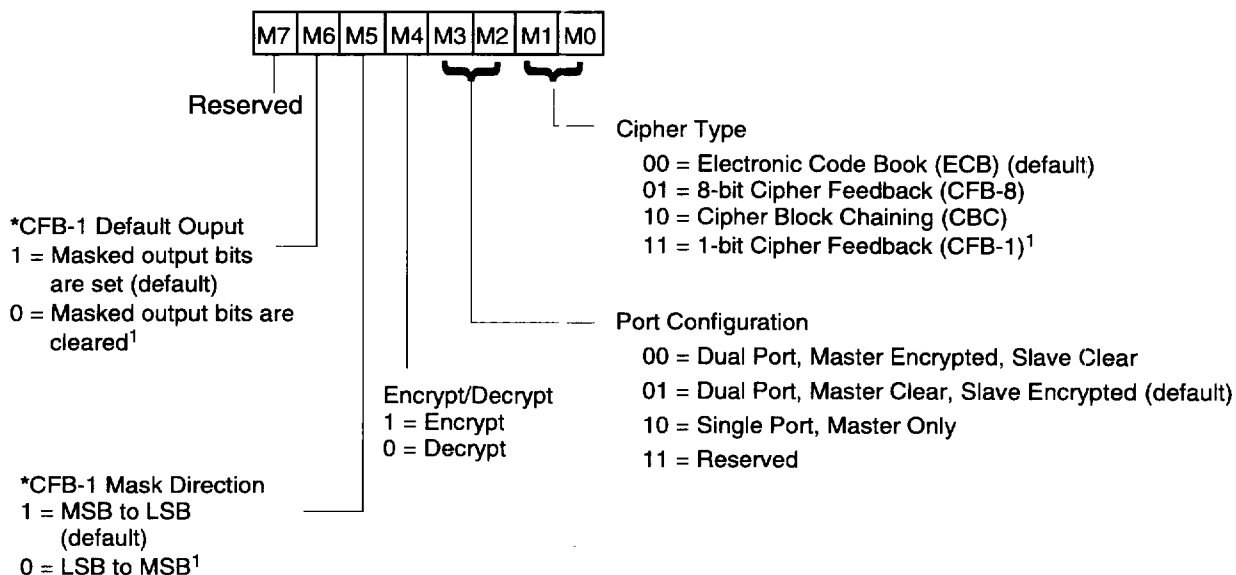 M7 M6 M5 M4 M3 M2 M1 M0
Reserved
Cipher Type
00 = Electronic Code Book (ECB) (default)
01 = 8-bit Cipher Feedback (CFB-8)
10 = Cipher Block Chaining (CBC)
11 = 1-bit Cipher Feedback (CFB-1)1
*CFB-1 Default Ouput
1 = Masked output bits
are set (default)
0 = Masked output bits are
cleared1
Port Configuration
00 = Dual Port, Master Encrypted, Slave Clear
01 = Dual Port, Master Clear, Slave Encrypted (default)
10 = Single Port, Master Only
11 = Reserved
Encrypt/Decrypt
1 = Encrypt
0 = Decrypt
*CFB-1 Mask Direction
1 = MSB to LSB
(default)
0 = LSB to MSB1